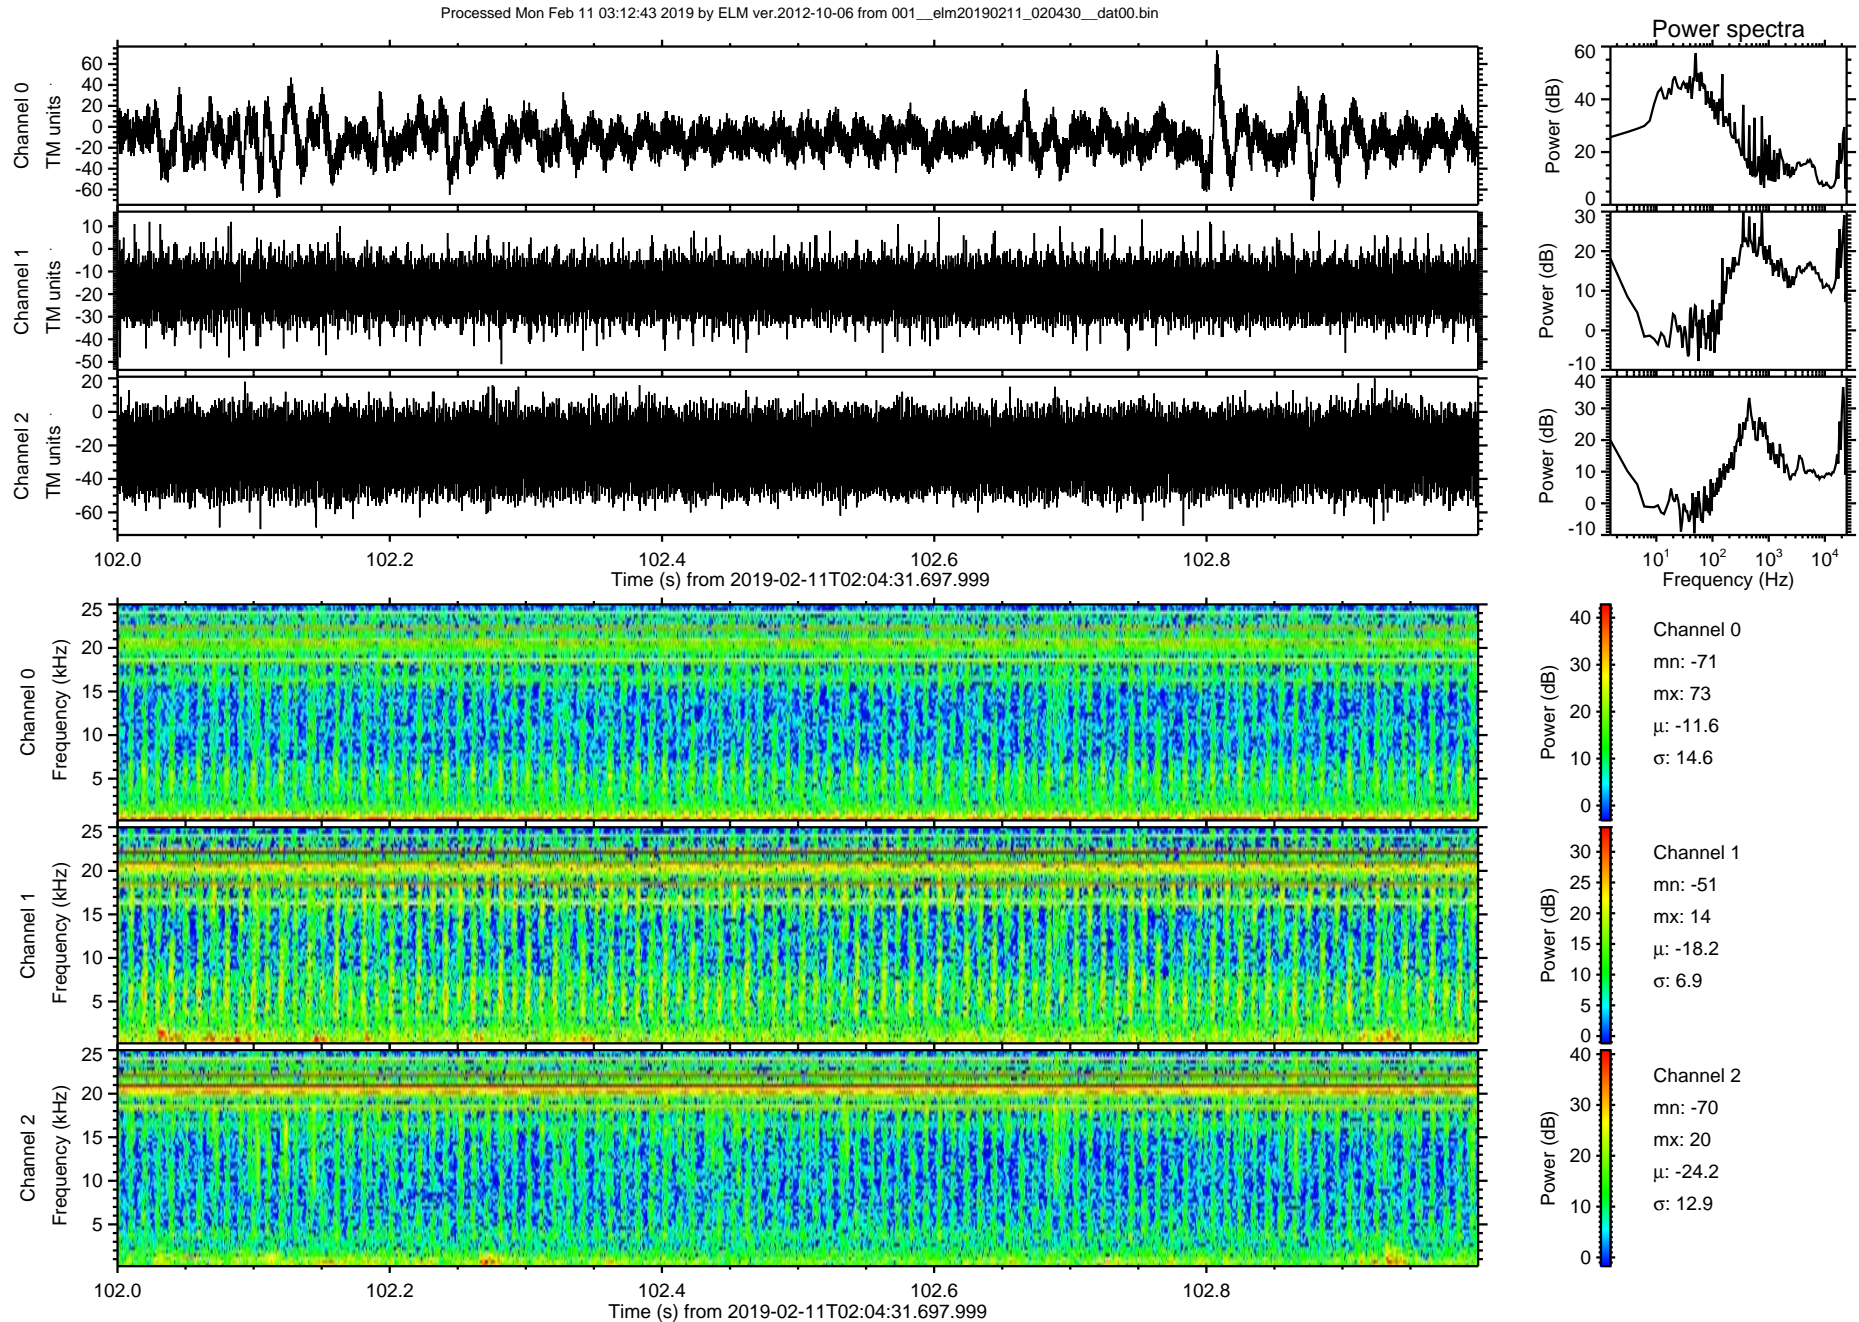 Processed Mon Feb 11 03:12:43 2019 by ELM ver.2012-10-06 from 001__elm20190211_020430__dat00.bin
Power spectra
Channel 0
TM units
60
40
20
0
-20
-40
-60
Power (dB)
60
40
20
0
Channel 1
TM units
10
0
-10
-20
-30
-40
-50
Power (dB)
30
20
10
0
-10
Channel 2
TM units
20
0
-20
-40
-60
Power (dB)
40
30
20
10
0
-10
102.0 102.2 102.4 102.6 102.8
Time (s) from 2019-02-11T02:04:31.697.999
10^1 10^2 10^3 10^4
Frequency (Hz)
Channel 0
Frequency (kHz)
25
20
15
10
5
Power (dB)
40
30
20
10
0
Channel 0
mn: -71
mx: 73
μ: -11.6
σ: 14.6
Channel 1
Frequency (kHz)
25
20
15
10
5
Power (dB)
30
25
20
15
10
5
0
Channel 1
mn: -51
mx: 14
μ: -18.2
σ: 6.9
Channel 2
Frequency (kHz)
25
20
15
10
5
Power (dB)
40
30
20
10
0
Channel 2
mn: -70
mx: 20
μ: -24.2
σ: 12.9
102.0 102.2 102.4 102.6 102.8
Time (s) from 2019-02-11T02:04:31.697.999